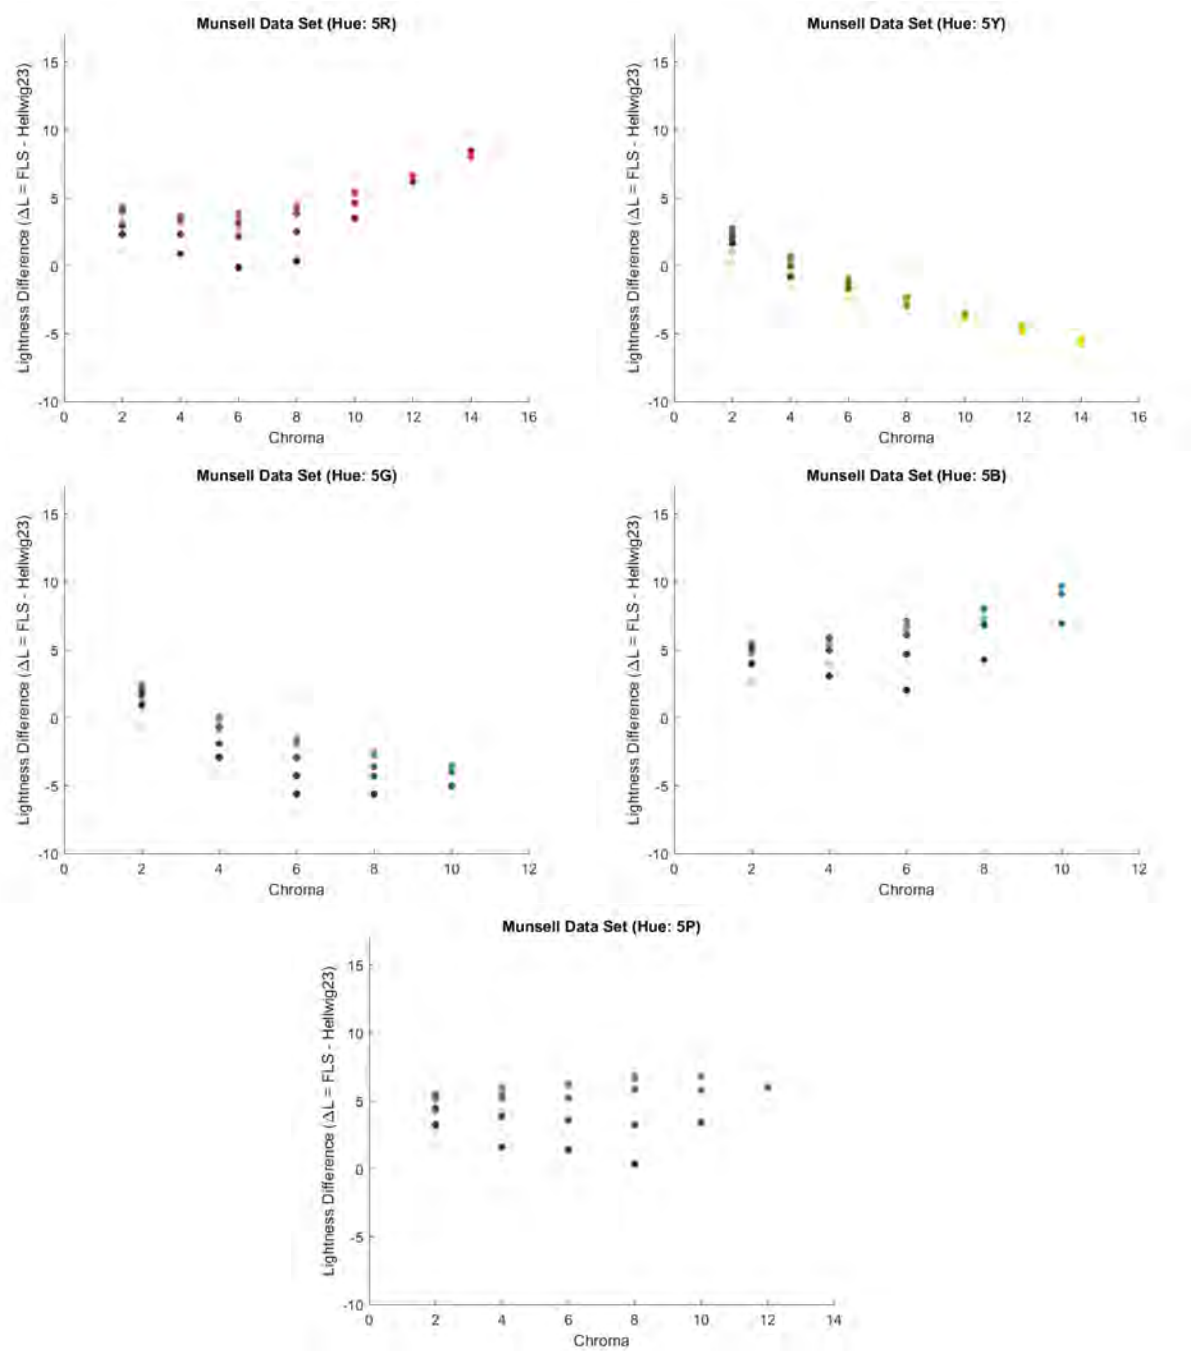 Munsell Data Set (Hue: 5R)
Lightness Difference (ΔL = FLS - Hellwig23)
15
10
5
0
-5
-10
0 2 4 6 8 10 12 14 16
Chroma
Munsell Data Set (Hue: 5Y)
Lightness Difference (ΔL = FLS - Hellwig23)
15
10
5
0
-5
-10
0 2 4 6 8 10 12 14 16
Chroma
Munsell Data Set (Hue: 5G)
Lightness Difference (ΔL = FLS - Hellwig23)
15
10
5
0
-5
-10
0 2 4 6 8 10 12
Chroma
Munsell Data Set (Hue: 5B)
Lightness Difference (ΔL = FLS - Hellwig23)
15
10
5
0
-5
-10
0 2 4 6 8 10 12
Chroma
Munsell Data Set (Hue: 5P)
Lightness Difference (ΔL = FLS - Hellwig23)
15
10
5
0
-5
-10
0 2 4 6 8 10 12 14
Chroma